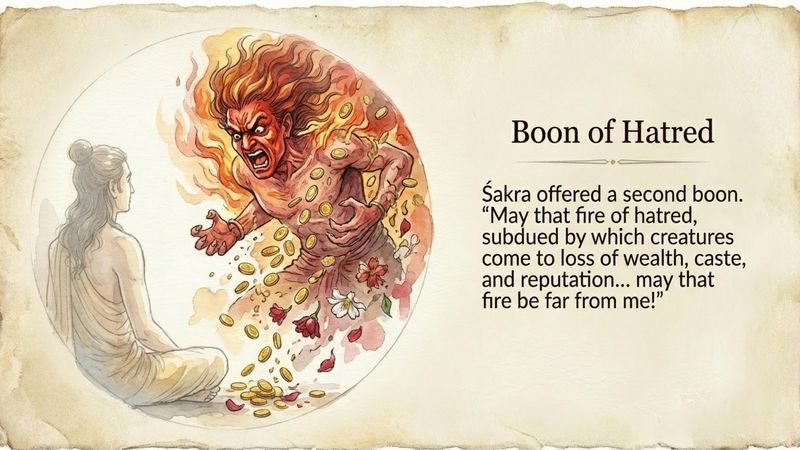 Boon of Hatred
Śakra offered a second boon.
“May that fire of hatred,
subdued by which creatures
come to loss of wealth, caste,
and reputation... may that
fire be far from me!”